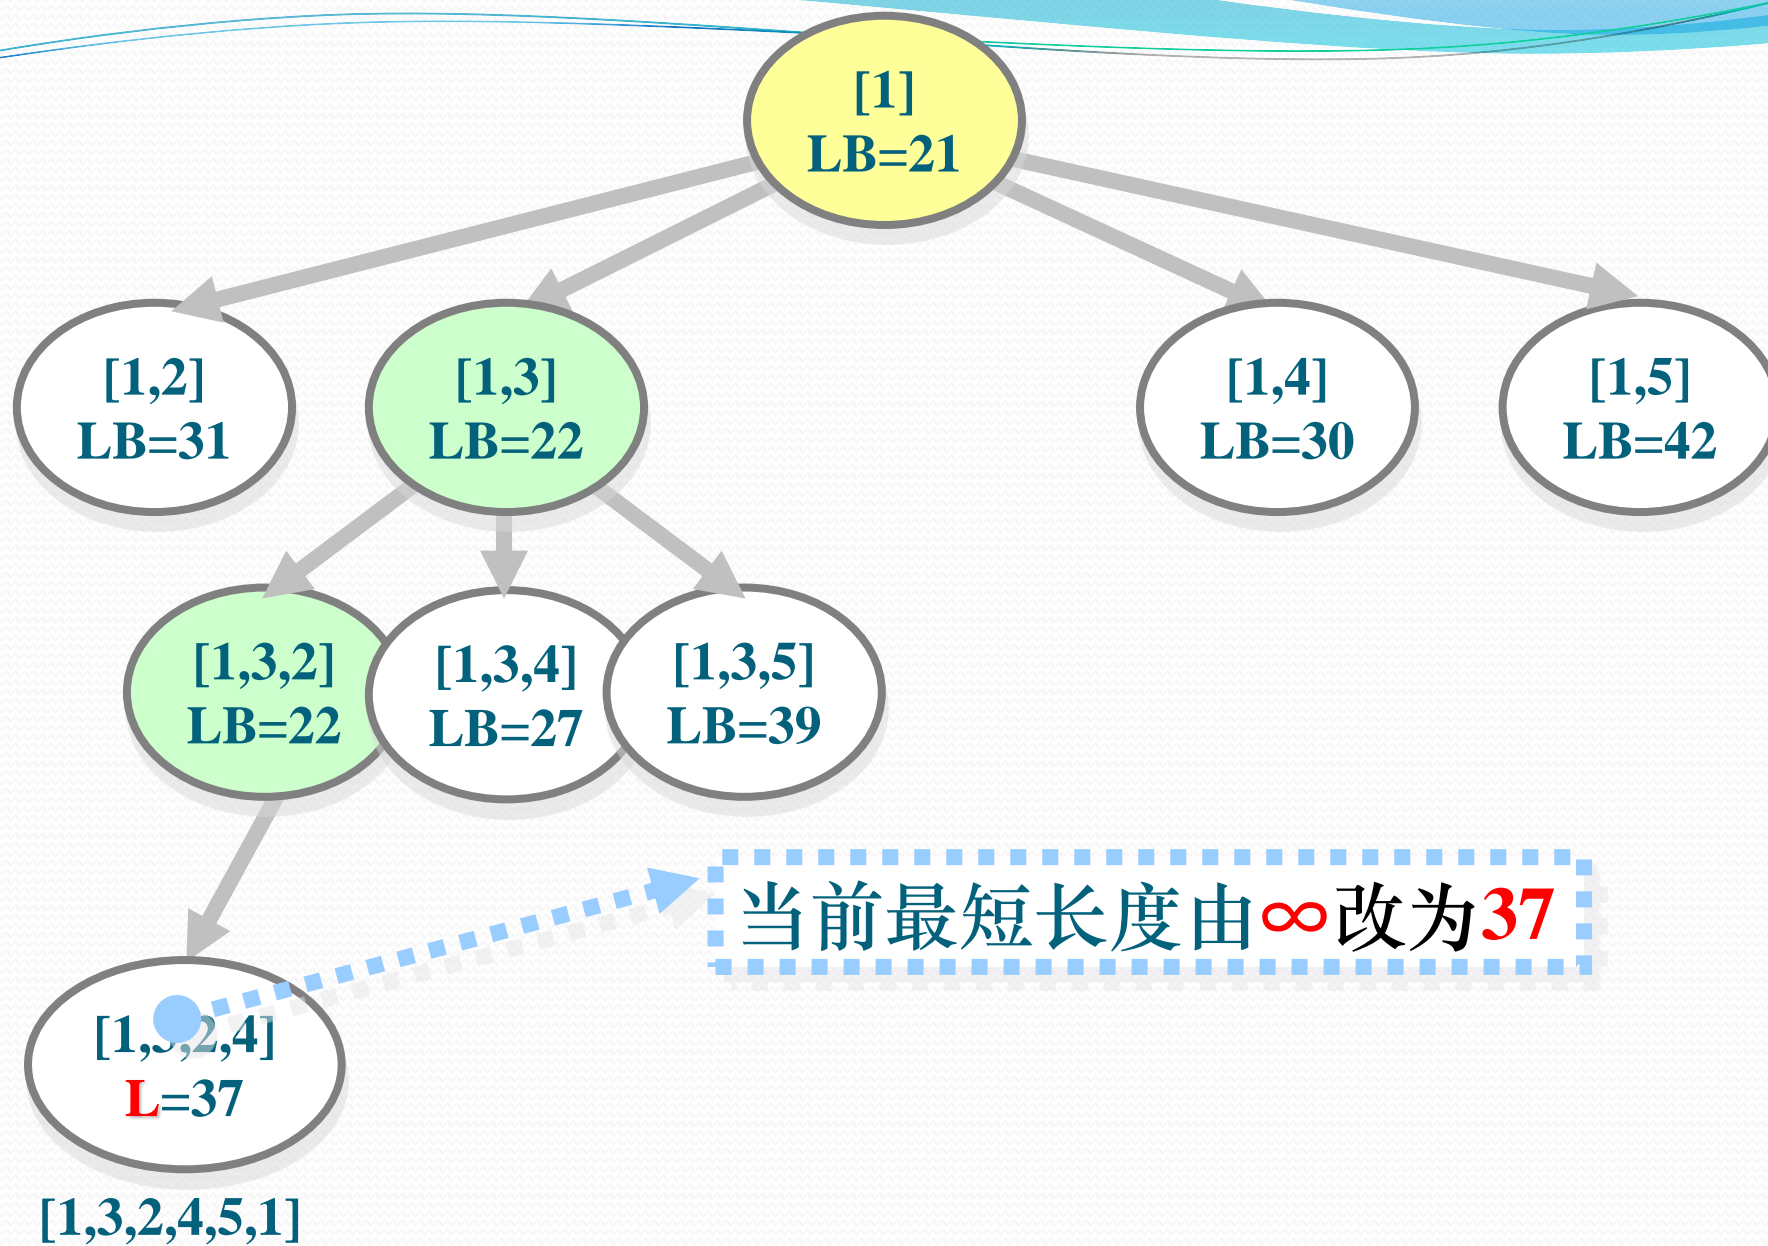 [1]
LB=21
[1,2]
LB=31
[1,3]
LB=22
[1,4]
LB=30
[1,5]
LB=42
[1,3,2]
LB=22
[1,3,4]
LB=27
[1,3,5]
LB=39
当前最短长度由∞改为37
[1,3,2,4]
L=37
[1,3,2,4,5,1]